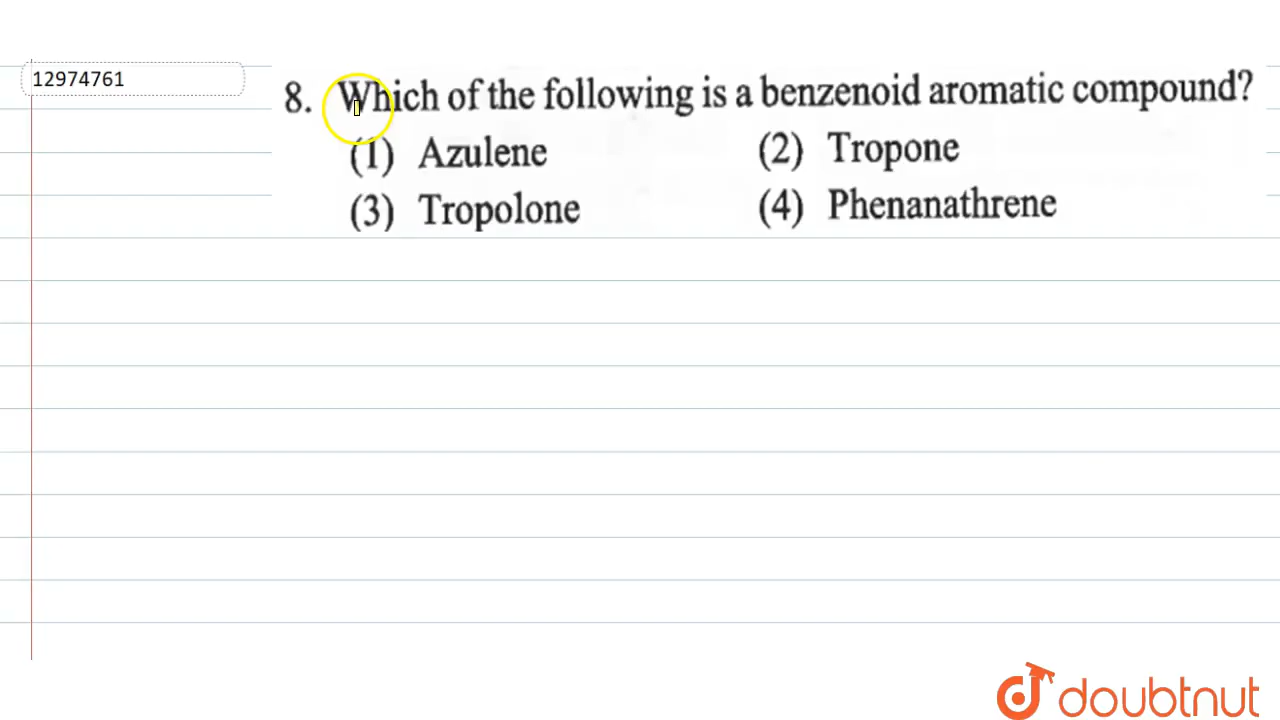 12974761
8. Which of the following is a benzenoid aromatic compound?
(1) Azulene (2) Tropone
(3) Tropolone (4) Phenanathrene
doubtnut